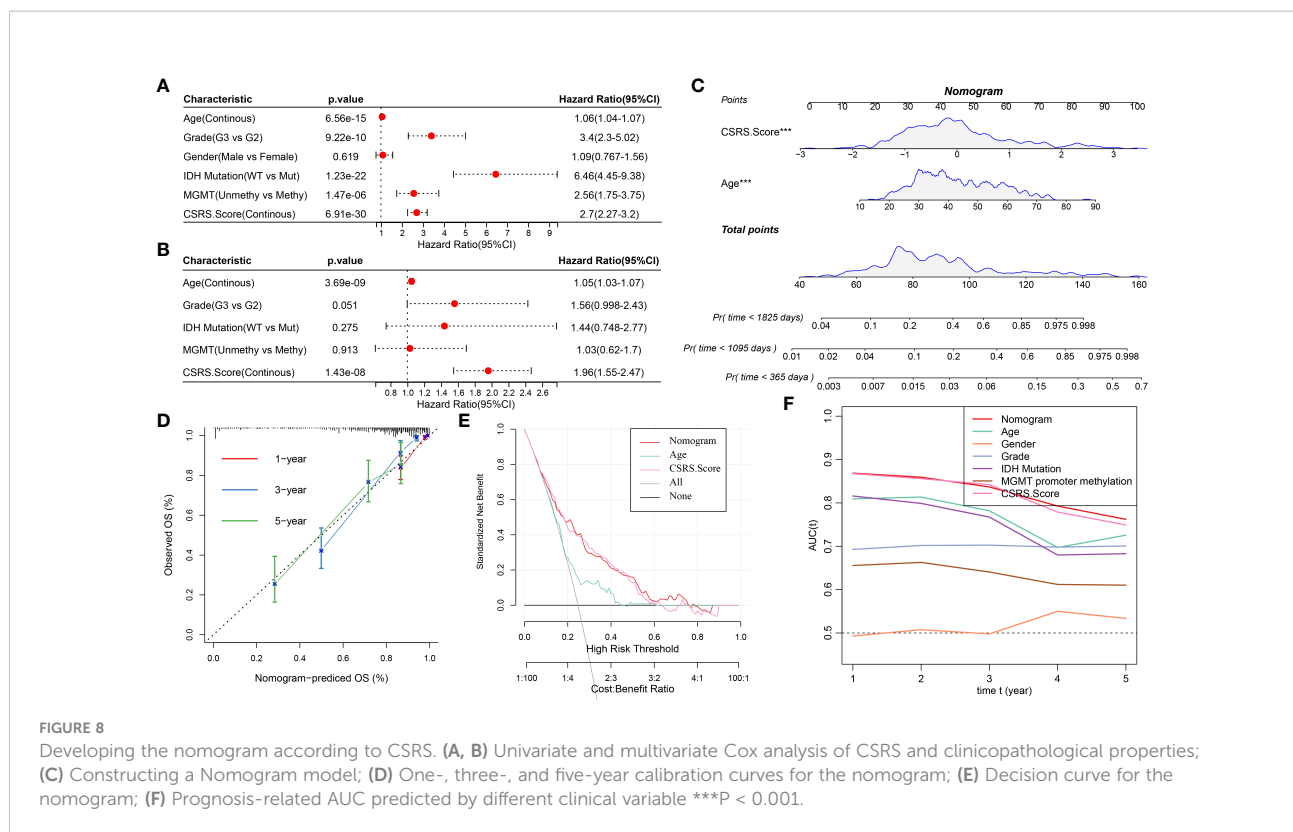 A
Characteristic p.value Hazard Ratio(95%CI)
Age(Continous) 6.56e-15 1.06(1.04-1.07)
Grade(G3 vs G2) 9.22e-10 3.4(2.3-5.02)
Gender(Male vs Female) 0.619 1.09(0.767-1.56)
IDH Mutation(WT vs Mut) 1.23e-22 6.46(4.45-9.38)
MGMT(Unmethy vs Methy) 1.47e-06 2.56(1.75-3.75)
CSRS.Score(Continous) 6.91e-30 2.7(2.27-3.2)
1 2 3 4 5 6 7 8 9
Hazard Ratio(95%CI)
B
Characteristic p.value Hazard Ratio(95%CI)
Age(Continous) 3.69e-09 1.05(1.03-1.07)
Grade(G3 vs G2) 0.051 1.56(0.998-2.43)
IDH Mutation(WT vs Mut) 0.275 1.44(0.748-2.77)
MGMT(Unmethy vs Methy) 0.913 1.03(0.62-1.7)
CSRS.Score(Continous) 1.43e-08 1.96(1.55-2.47)
0.8 1.0 1.2 1.4 1.6 1.8 2.0 2.2 2.4 2.6
Hazard Ratio(95%CI)
C
Nomogram
Points 0 10 20 30 40 50 60 70 80 90 100
CSRS.Score***
−3 −2 −1 0 1 2 3
Age***
10 20 30 40 50 60 70 80 90
Total points
40 60 80 100 120 140 160
Pr( time < 1825 days)
0.04 0.1 0.2 0.4 0.6 0.85 0.975 0.998
Pr( time < 1095 days )
0.01 0.02 0.04 0.1 0.2 0.4 0.6 0.85 0.975 0.998
Pr( time < 365 daya )
0.003 0.007 0.015 0.03 0.06 0.15 0.3 0.5 0.7
D
1−year
3−year
5−year
Observed OS (%)
0.0 0.2 0.4 0.6 0.8 1.0
0.0 0.2 0.4 0.6 0.8 1.0
Nomogram−prediced OS (%)
E
Nomogram
Age
CSRS.Score
All
None
Standardized Net Benefit
0.0 0.2 0.4 0.6 0.8 1.0
0.0 0.2 0.4 0.6 0.8 1.0
High Risk Threshold
1:100 1:4 2:3 3:2 4:1 100:1
Cost:Benefit Ratio
F
Nomogram
Age
Gender
Grade
IDH Mutation
MGMT promoter methylation
CSRS.Score
AUC(t)
0.5 0.6 0.7 0.8 0.9 1.0
1 2 3 4 5
time t (year)
FIGURE 8
Developing the nomogram according to CSRS. (A, B) Univariate and multivariate Cox analysis of CSRS and clinicopathological properties;
(C) Constructing a Nomogram model; (D) One-, three-, and five-year calibration curves for the nomogram; (E) Decision curve for the
nomogram; (F) Prognosis-related AUC predicted by different clinical variable ***P < 0.001.